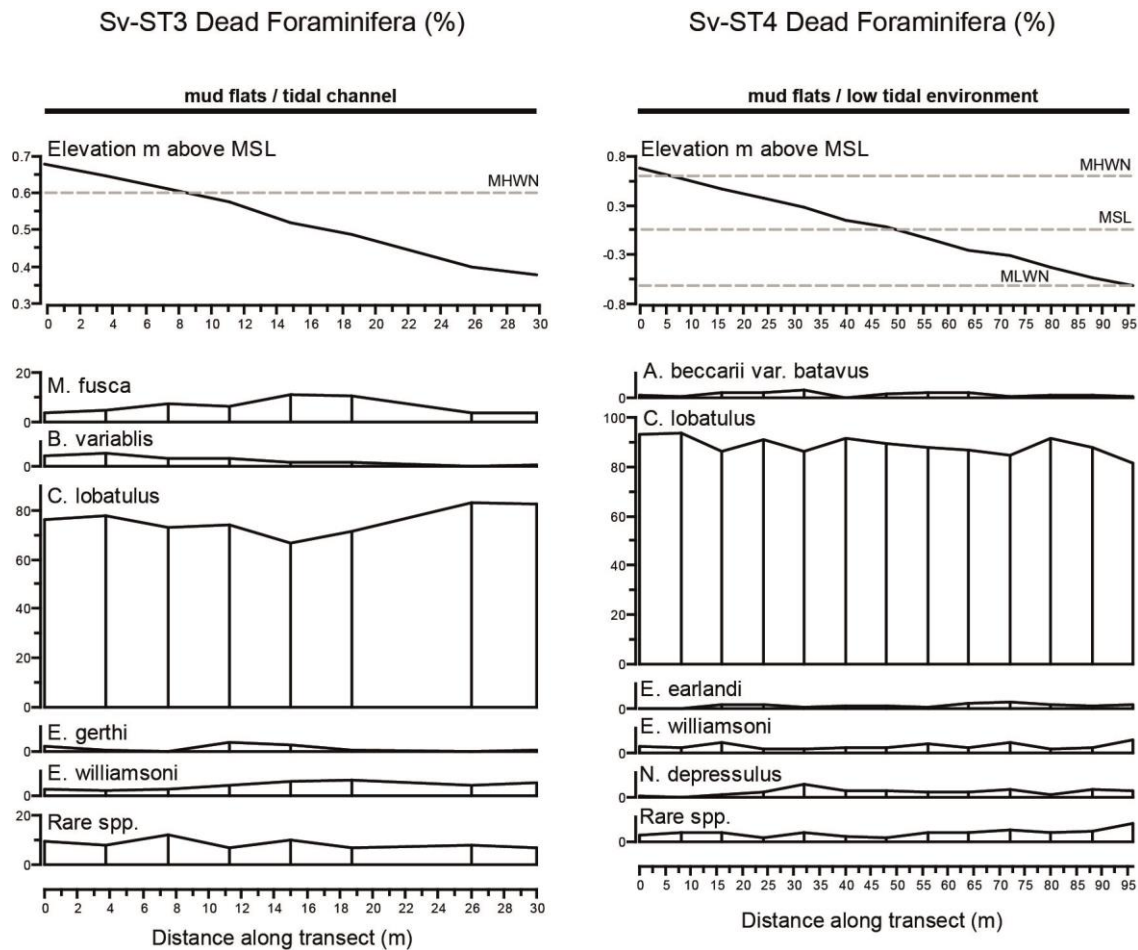 Sv-ST3 Dead Foraminifera (%)
mud flats / tidal channel
Elevation m above MSL
0.7
0.6
0.5
0.4
0.3
MHWN
0 2 4 6 8 10 12 14 16 18 20 22 24 26 28 30
M. fusca
20
0
B. variablis
0
C. lobatulus
80
60
40
20
0
E. gerthi
0
E. williamsoni
0
Rare spp.
20
0
0 2 4 6 8 10 12 14 16 18 20 22 24 26 28 30
Distance along transect (m)
Sv-ST4 Dead Foraminifera (%)
mud flats / low tidal environment
Elevation m above MSL
0.8
0.3
-0.3
-0.8
MHWN
MSL
MLWN
0 5 10 15 20 25 30 35 40 45 50 55 60 65 70 75 80 85 90 95
A. beccarii var. batavus
0
C. lobatulus
100
80
60
40
20
0
E. earlandi
0
E. williamsoni
0
N. depressulus
0
Rare spp.
0
0 5 10 15 20 25 30 35 40 45 50 55 60 65 70 75 80 85 90 95
Distance along transect (m)